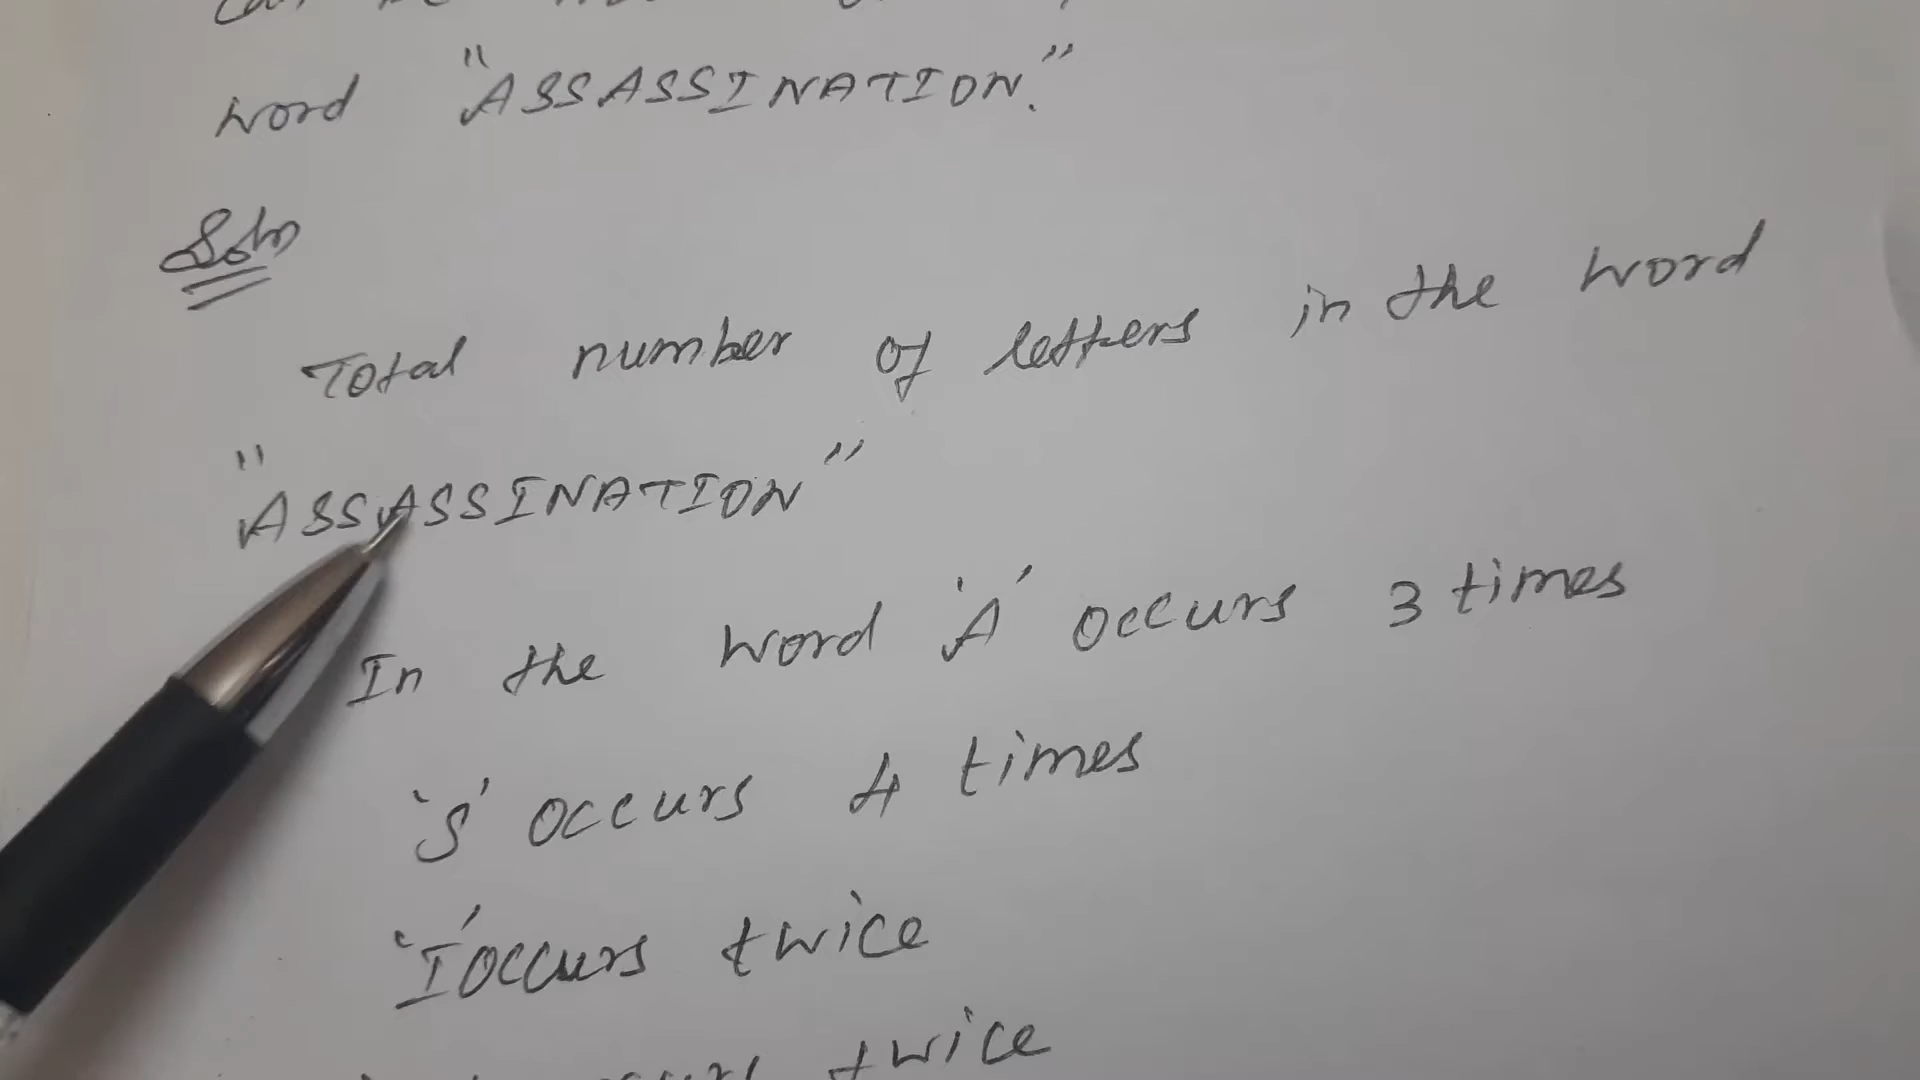 word "ASSASSINATION."
Soln
Total number of letters in the word
"ASSASSINATION"
In the word 'A' occurs 3 times
'S' occurs 4 times
'I' occurs twice
occurs twice